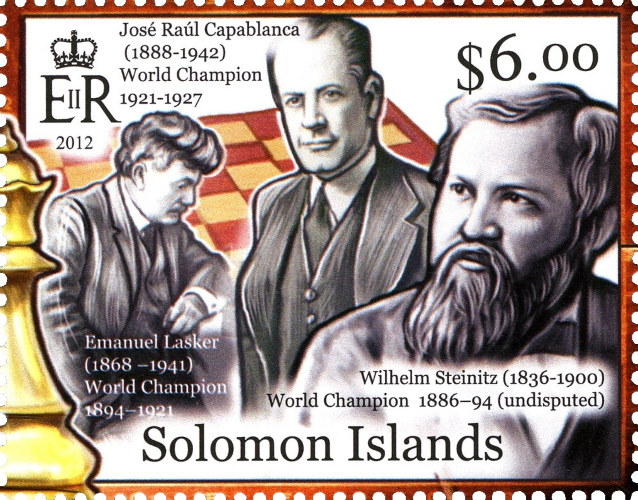 José Raúl Capablanca
(1888-1942)
World Champion
1921-1927
$6.00
EIIR
2012
Emanuel Lasker
(1868 –1941)
World Champion
1894–1921
Wilhelm Steinitz (1836-1900)
World Champion 1886–94 (undisputed)
Solomon Islands